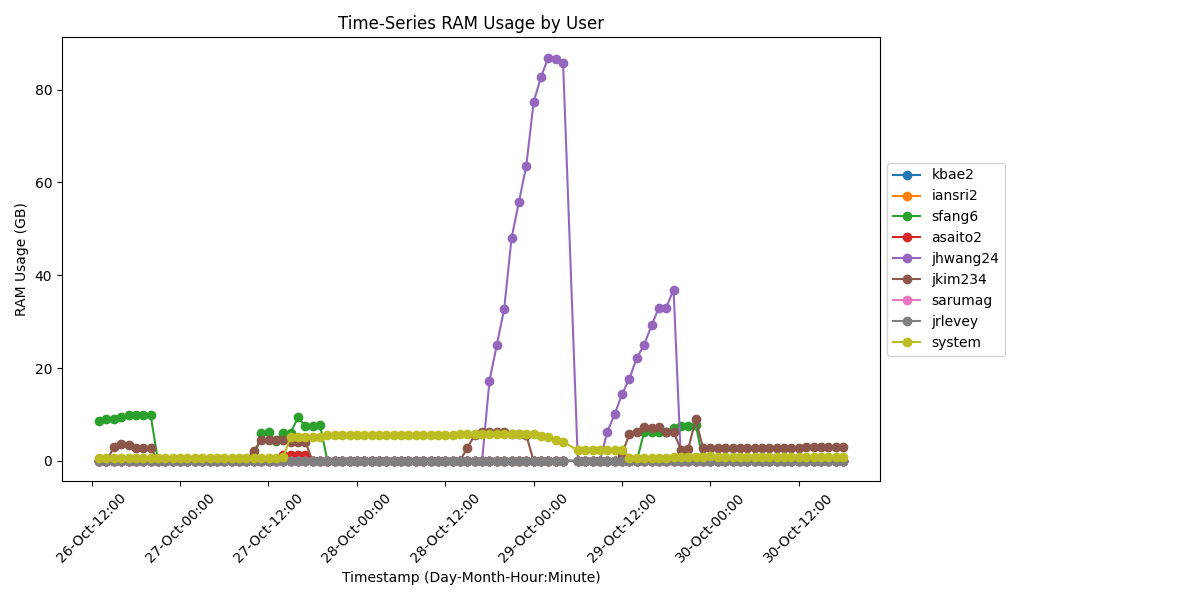 Time-Series RAM Usage by User
RAM Usage (GB)
80
60
40
20
0
26-Oct-12:00
27-Oct-00:00
27-Oct-12:00
28-Oct-00:00
28-Oct-12:00
29-Oct-00:00
29-Oct-12:00
30-Oct-00:00
30-Oct-12:00
Timestamp (Day-Month-Hour:Minute)
kbae2
iansri2
sfang6
asaito2
jhwang24
jkim234
sarumag
jrlevey
system